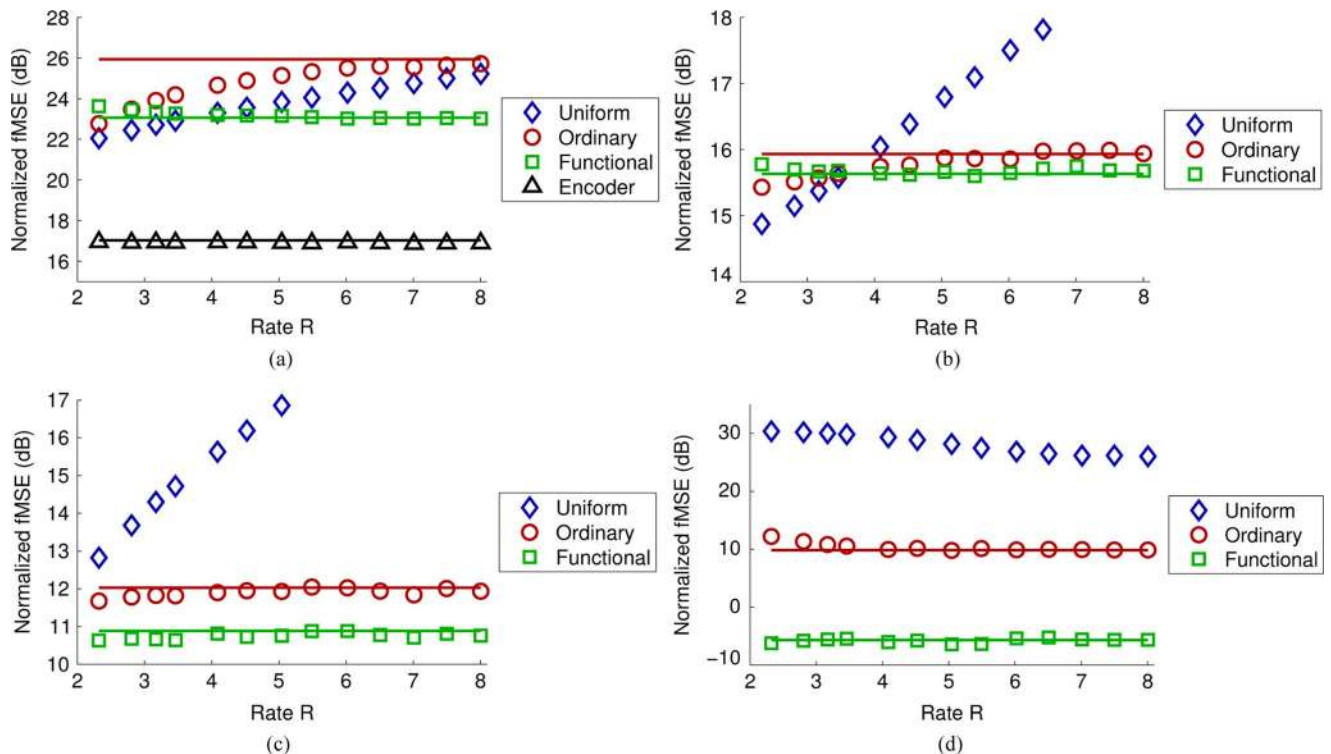 28
26
24
22
20
18
16
Normalized fMSE (dB)
2 3 4 5 6 7 8
Rate R
Uniform
Ordinary
Functional
Encoder
(a)
18
17
16
15
14
Normalized fMSE (dB)
2 3 4 5 6 7 8
Rate R
Uniform
Ordinary
Functional
(b)
17
16
15
14
13
12
11
10
Normalized fMSE (dB)
2 3 4 5 6 7 8
Rate R
Uniform
Ordinary
Functional
(c)
30
20
10
0
−10
Normalized fMSE (dB)
2 3 4 5 6 7 8
Rate R
Uniform
Ordinary
Functional
(d)